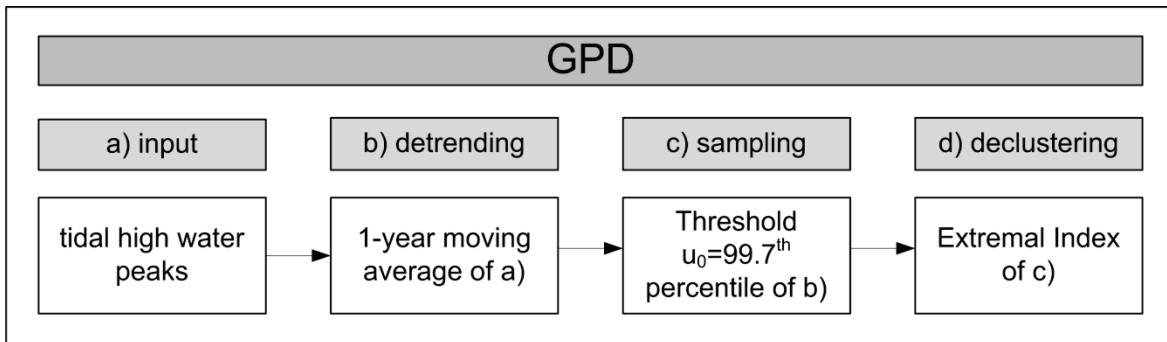 GPD
a) input
b) detrending
c) sampling
d) declustering
tidal high water
peaks
1-year moving
average of a)
Threshold
u₀=99.7ᵗʰ
percentile of b)
Extremal Index
of c)